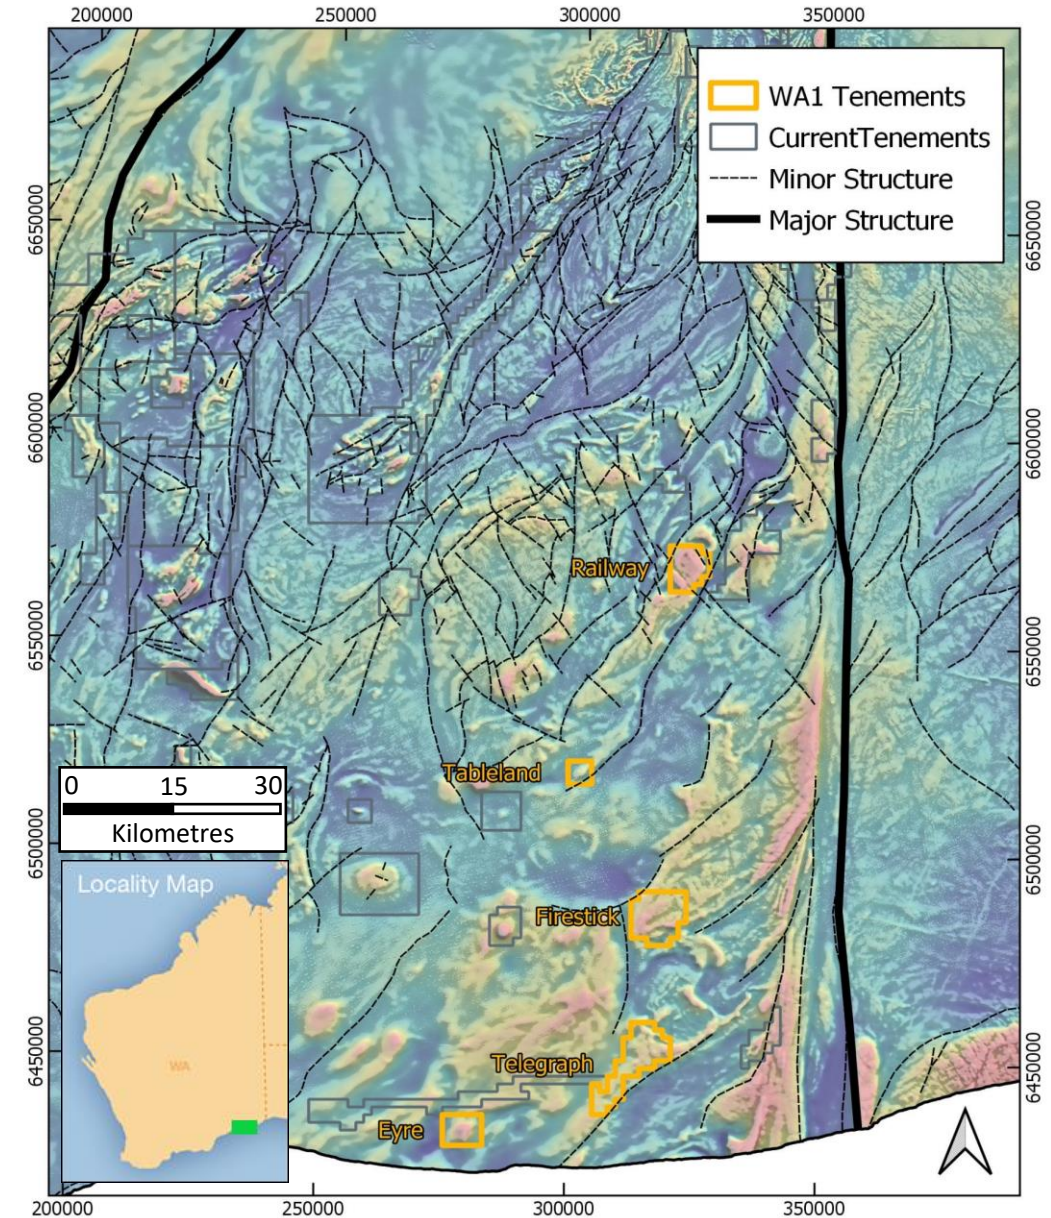 200000 250000 300000 350000
WA1 Tenements
CurrentTenements
Minor Structure
Major Structure
6650000 6650000
6600000 6600000
Railway
6550000 6550000
Tableland
0 15 30
Kilometres
6500000 6500000
Locality Map
Firestick
WA
6450000 6450000
Telegraph
Eyre
200000 250000 300000 350000